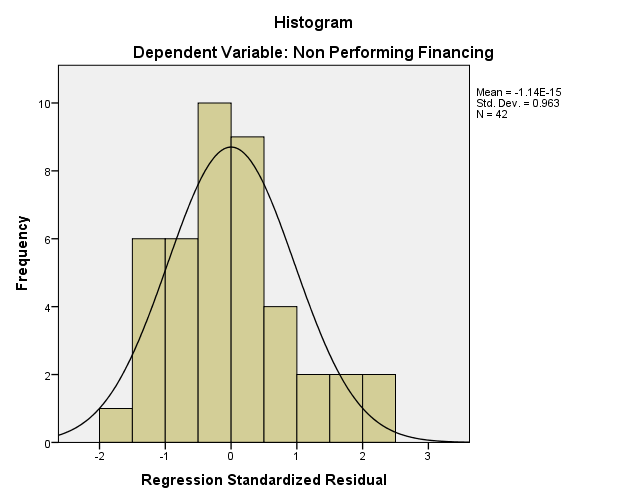 Histogram
Dependent Variable: Non Performing Financing
Mean = -1.14E-15
Std. Dev. = 0.963
N = 42
Frequency
10
8
6
4
2
0
-2 -1 0 1 2 3
Regression Standardized Residual